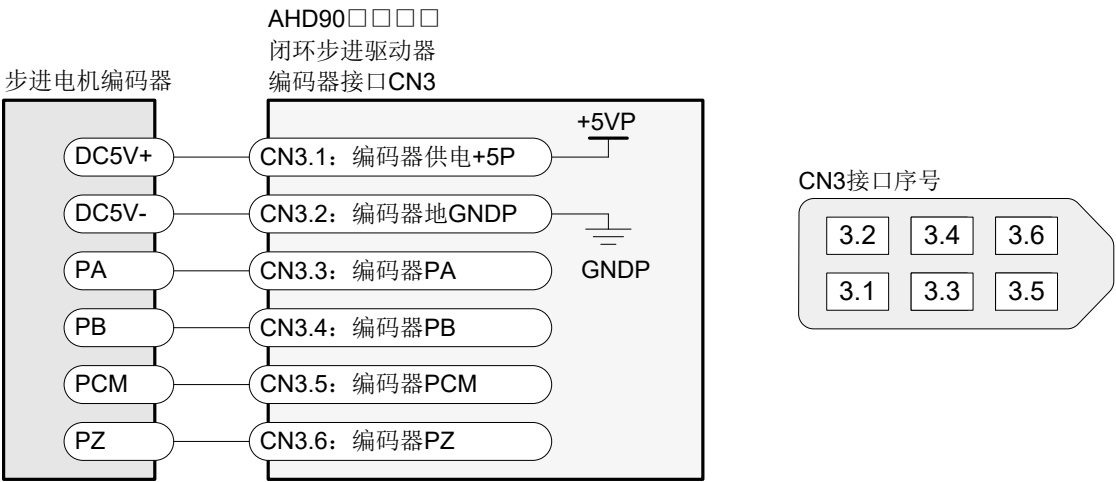 AHD90□□□□
闭环步进驱动器
步进电机编码器
编码器接口CN3
+5VP
DC5V+
CN3.1：编码器供电+5P
DC5V-
CN3.2：编码器地GNDP
GNDP
PA
CN3.3：编码器PA
PB
CN3.4：编码器PB
PCM
CN3.5：编码器PCM
PZ
CN3.6：编码器PZ
CN3接口序号
3.2 3.4 3.6
3.1 3.3 3.5